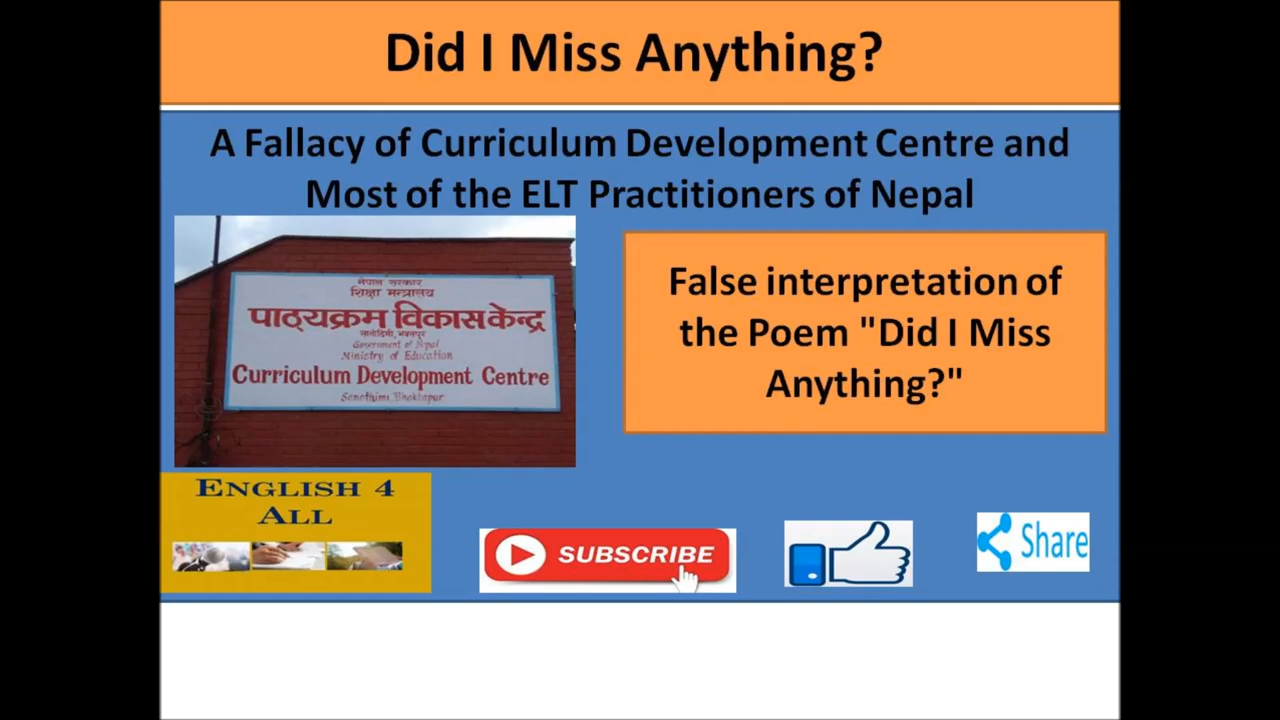 Did I Miss Anything?
A Fallacy of Curriculum Development Centre and
Most of the ELT Practitioners of Nepal
नेपाल सरकार
शिक्षा मन्त्रालय
पाठ्यक्रम विकास केन्द्र
Government of Nepal
Ministry of Education
Curriculum Development Centre
Sanothimi, Bhaktapur
False interpretation of
the Poem "Did I Miss
Anything?"
ENGLISH 4
ALL
SUBSCRIBE
Share